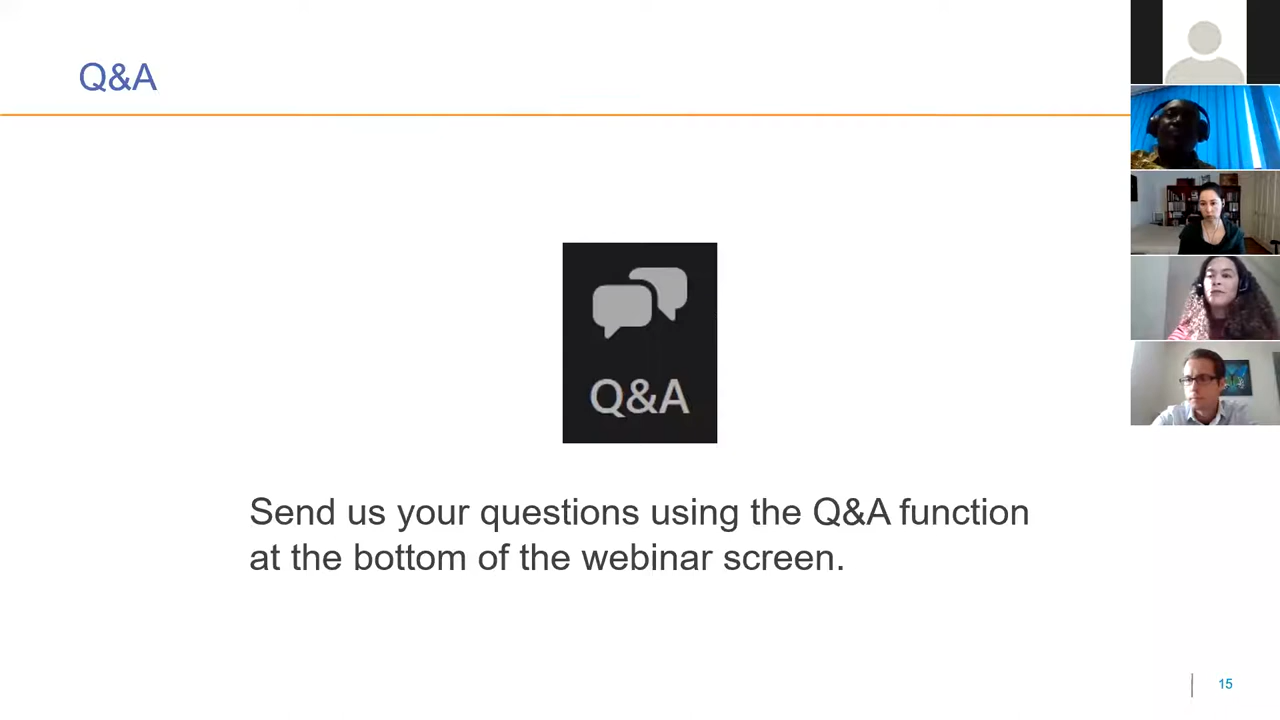 Q&A
Q&A
Send us your questions using the Q&A function
at the bottom of the webinar screen.
15